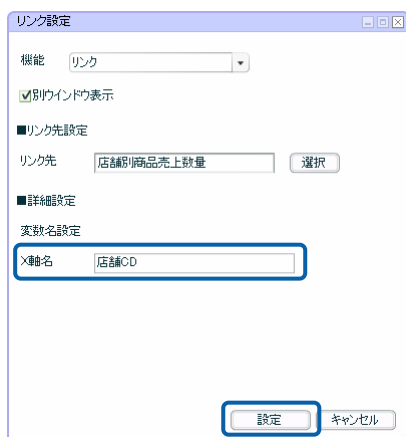 リンク設定
機能 リンク
別ウインドウ表示
■リンク先設定
リンク先 店舗別商品売上数量 選択
■詳細設定
変数名設定
X軸名 店舗CD
設定 キャンセル